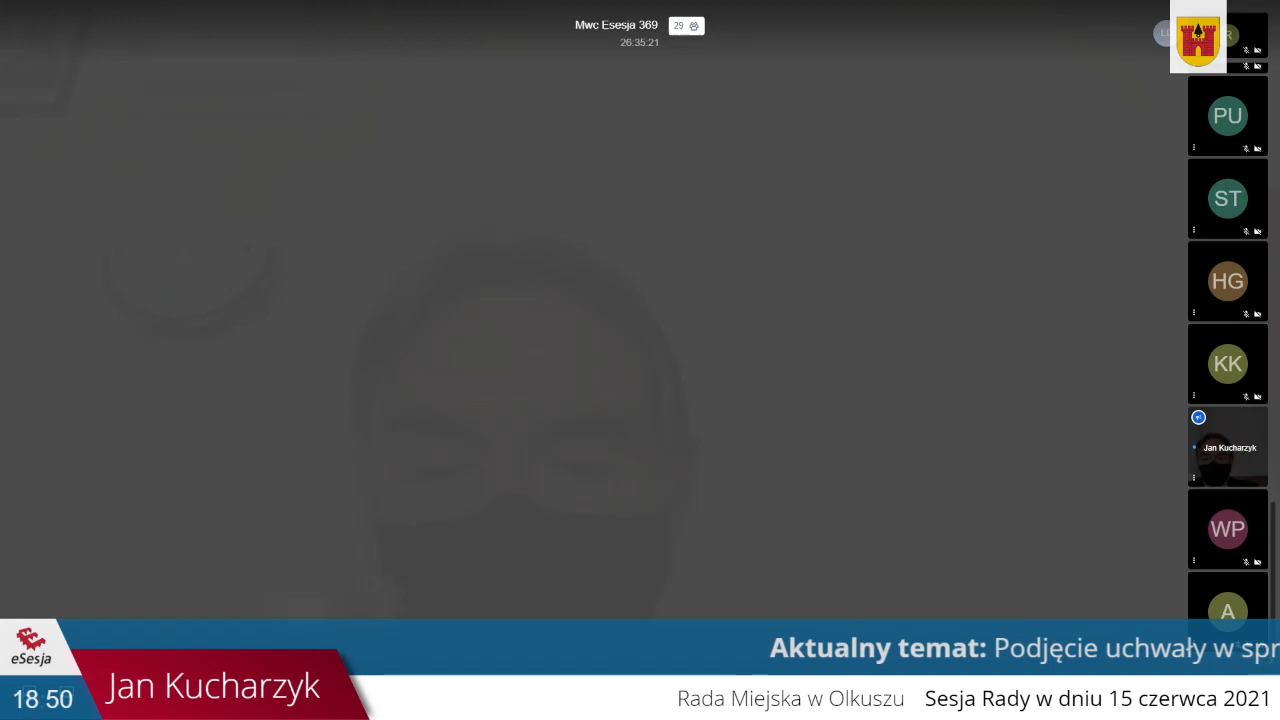 Mwc Esesja 369
29
26:35:21
LD
R
PU
ST
HG
KK
Jan Kucharzyk
WP
A
Aktualny temat: Podjęcie uchwały w spr
eSesja
Jan Kucharzyk
18 50
Rada Miejska w Olkuszu
Sesja Rady w dniu 15 czerwca 2021